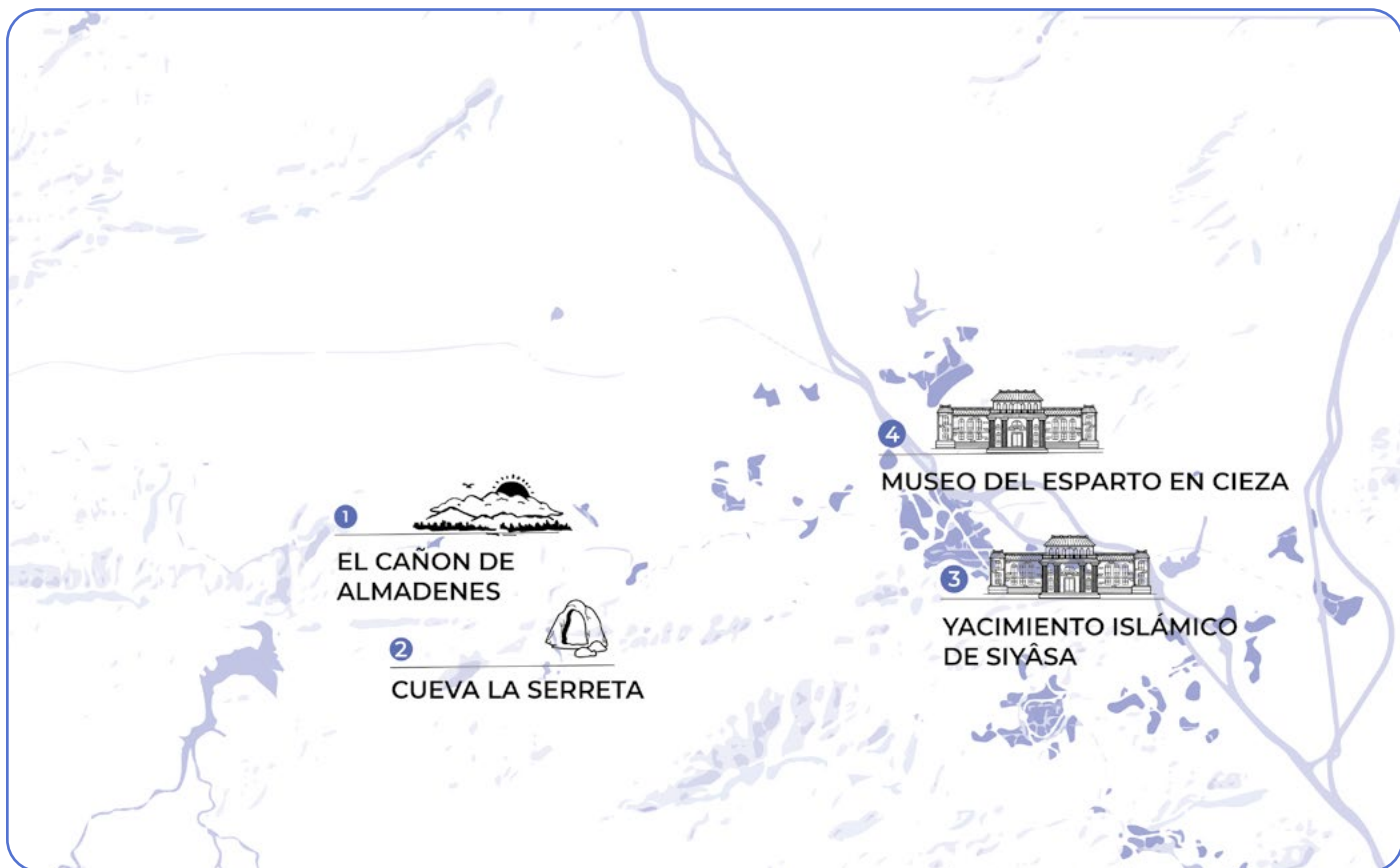 1
EL CAÑON DE
ALMADENES
2
CUEVA LA SERRETA
4
MUSEO DEL ESPARTO EN CIEZA
3
YACIMIENTO ISLÁMICO
DE SIYÂSA